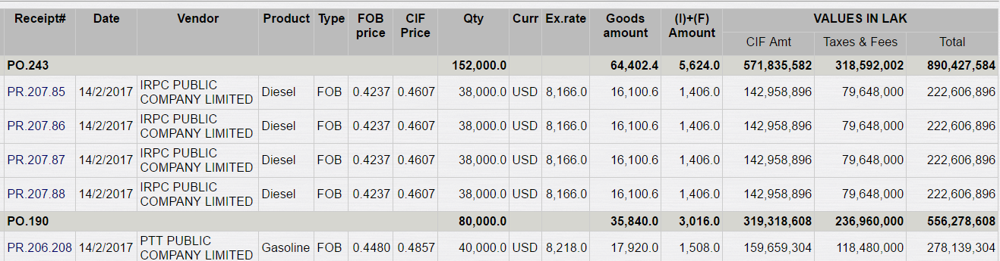 Receipt# Date Vendor Product Type FOB price CIF Price Qty Curr Ex.rate Goods amount (I)+(F) Amount VALUES IN LAK
CIF Amt Taxes & Fees Total
PO.243 152,000.0 64,402.4 5,624.0 571,835,582 318,592,002 890,427,584
PR.207.85 14/2/2017 IRPC PUBLIC COMPANY LIMITED Diesel FOB 0.4237 0.4607 38,000.0 USD 8,166.0 16,100.6 1,406.0 142,958,896 79,648,000 222,606,896
PR.207.86 14/2/2017 IRPC PUBLIC COMPANY LIMITED Diesel FOB 0.4237 0.4607 38,000.0 USD 8,166.0 16,100.6 1,406.0 142,958,896 79,648,000 222,606,896
PR.207.87 14/2/2017 IRPC PUBLIC COMPANY LIMITED Diesel FOB 0.4237 0.4607 38,000.0 USD 8,166.0 16,100.6 1,406.0 142,958,896 79,648,000 222,606,896
PR.207.88 14/2/2017 IRPC PUBLIC COMPANY LIMITED Diesel FOB 0.4237 0.4607 38,000.0 USD 8,166.0 16,100.6 1,406.0 142,958,896 79,648,000 222,606,896
PO.190 80,000.0 35,840.0 3,016.0 319,318,608 236,960,000 556,278,608
PR.206.208 14/2/2017 PTT PUBLIC COMPANY LIMITED Gasoline FOB 0.4480 0.4857 40,000.0 USD 8,218.0 17,920.0 1,508.0 159,659,304 118,480,000 278,139,304